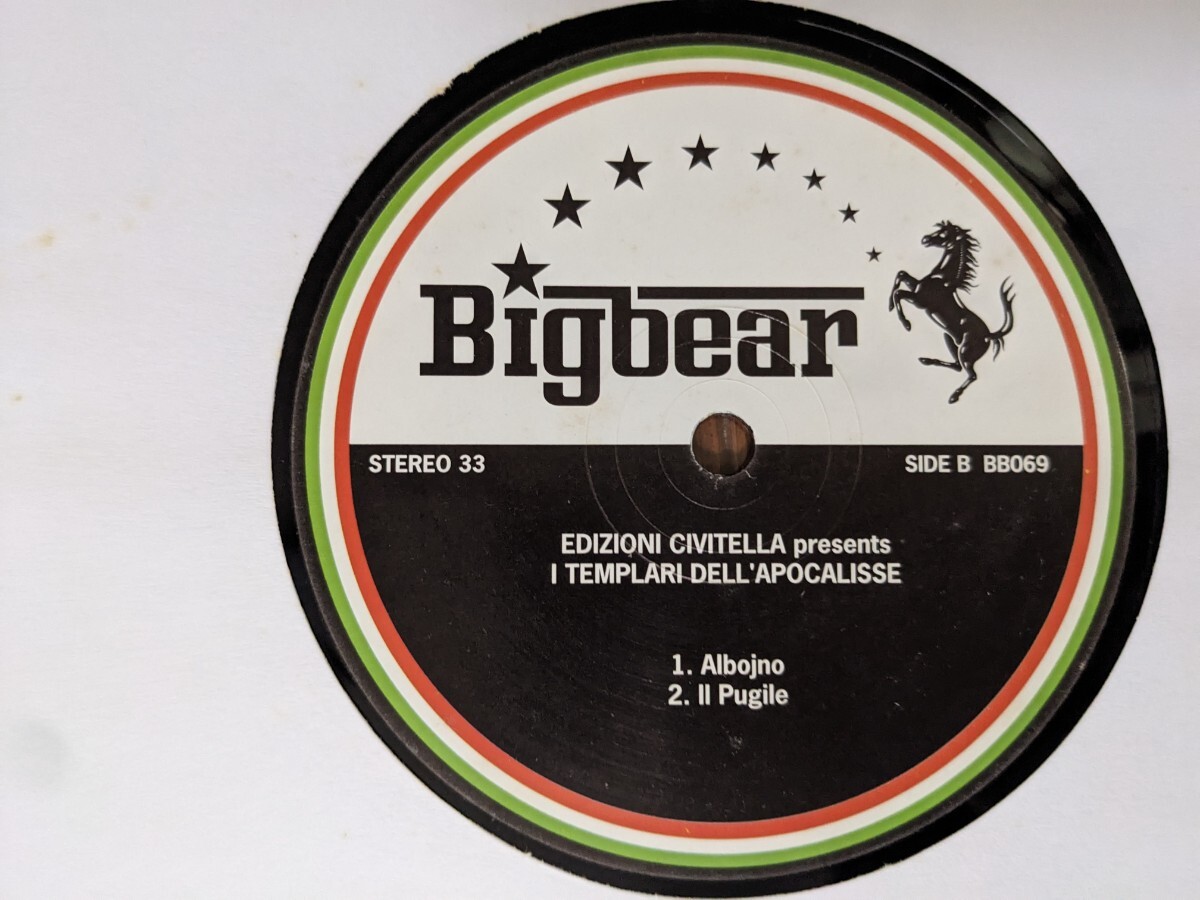 Bigbear
STEREO 33
SIDE B BB069
EDIZIONI CIVITELLA presents
I TEMPLARI DELL'APOCALISSE
1. Albojno
2. Il Pugile